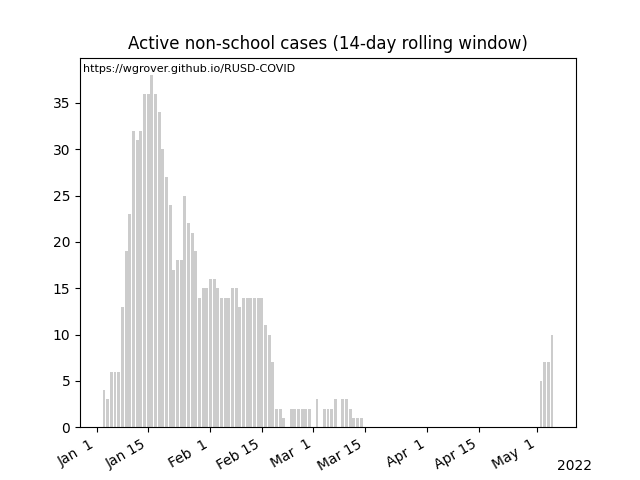 Active non-school cases (14-day rolling window)
https://wgrover.github.io/RUSD-COVID
35
30
25
20
15
10
5
0
Jan 1
Jan 15
Feb 1
Feb 15
Mar 1
Mar 15
Apr 1
Apr 15
May 1
2022